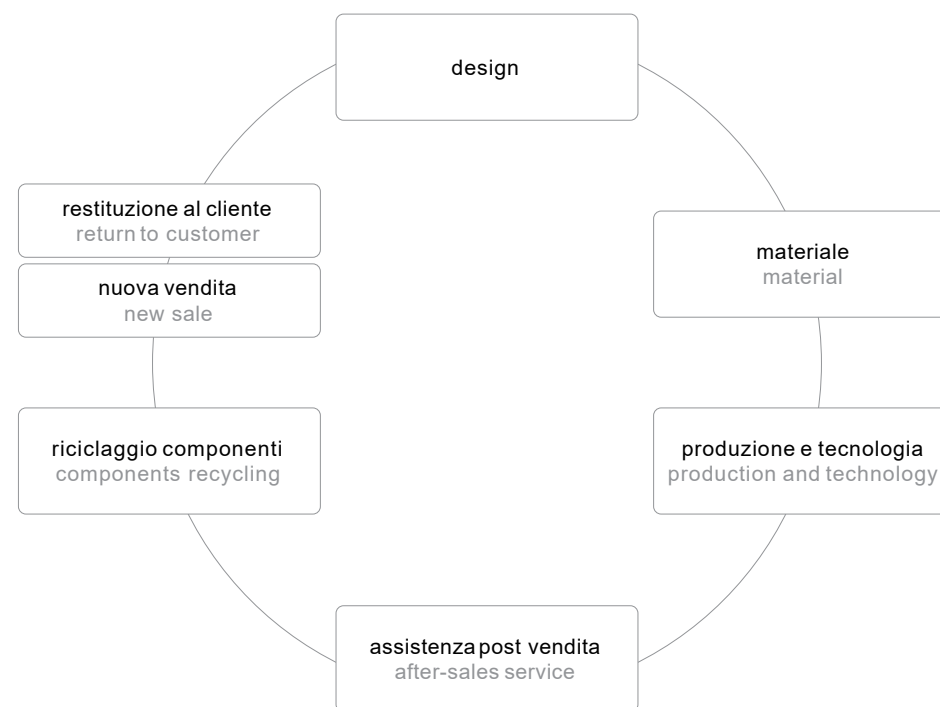 design
restituzione al cliente
return to customer
nuova vendita
new sale
materiale
material
riciclaggio componenti
components recycling
produzione e tecnologia
production and technology
assistenza post vendita
after-sales service